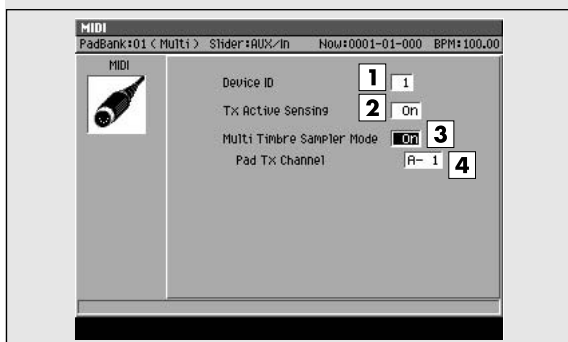 MIDI
PadBank:01 (Multi) Slider:AUX/In Now:0001-01-000 BPM:100.00
MIDI
Device ID 1 1
Tx Active Sensing 2 On
Multi Timbre Sampler Mode On 3
Pad Tx Channel A- 1 4